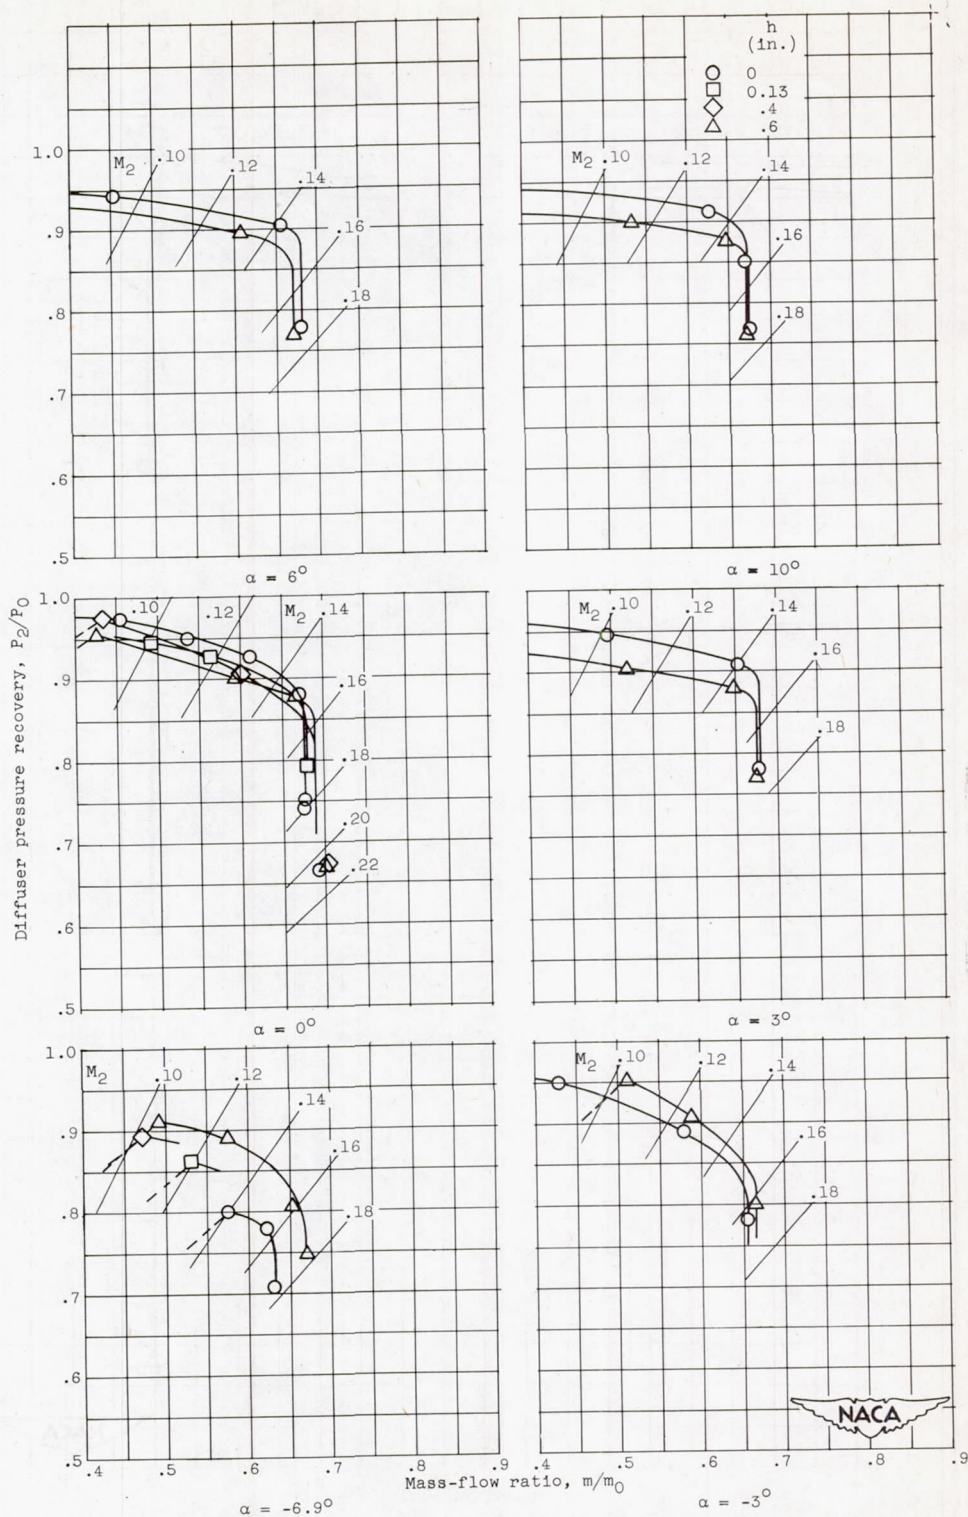 h
(in.)
0
0.13
.4
.6
1.0
.9
.8
.7
.6
.5
M2 .10 .12 .14 .16 .18
α = 6°
M2 .10 .12 .14 .16 .18
α = 10°
Diffuser pressure recovery, P2/P0
1.0
.9
.8
.7
.6
.5
.10 .12 M2 .14 .16 .18 .20 .22
α = 0°
M2 .10 .12 .14 .16 .18
α = 3°
1.0
.9
.8
.7
.6
.5
M2 .10 .12 .14 .16 .18
M2 .10 .12 .14 .16 .18
NACA
.4 .5 .6 .7 .8 .9
.4 .5 .6 .7 .8 .9
Mass-flow ratio, m/m0
α = -6.9°
α = -3°